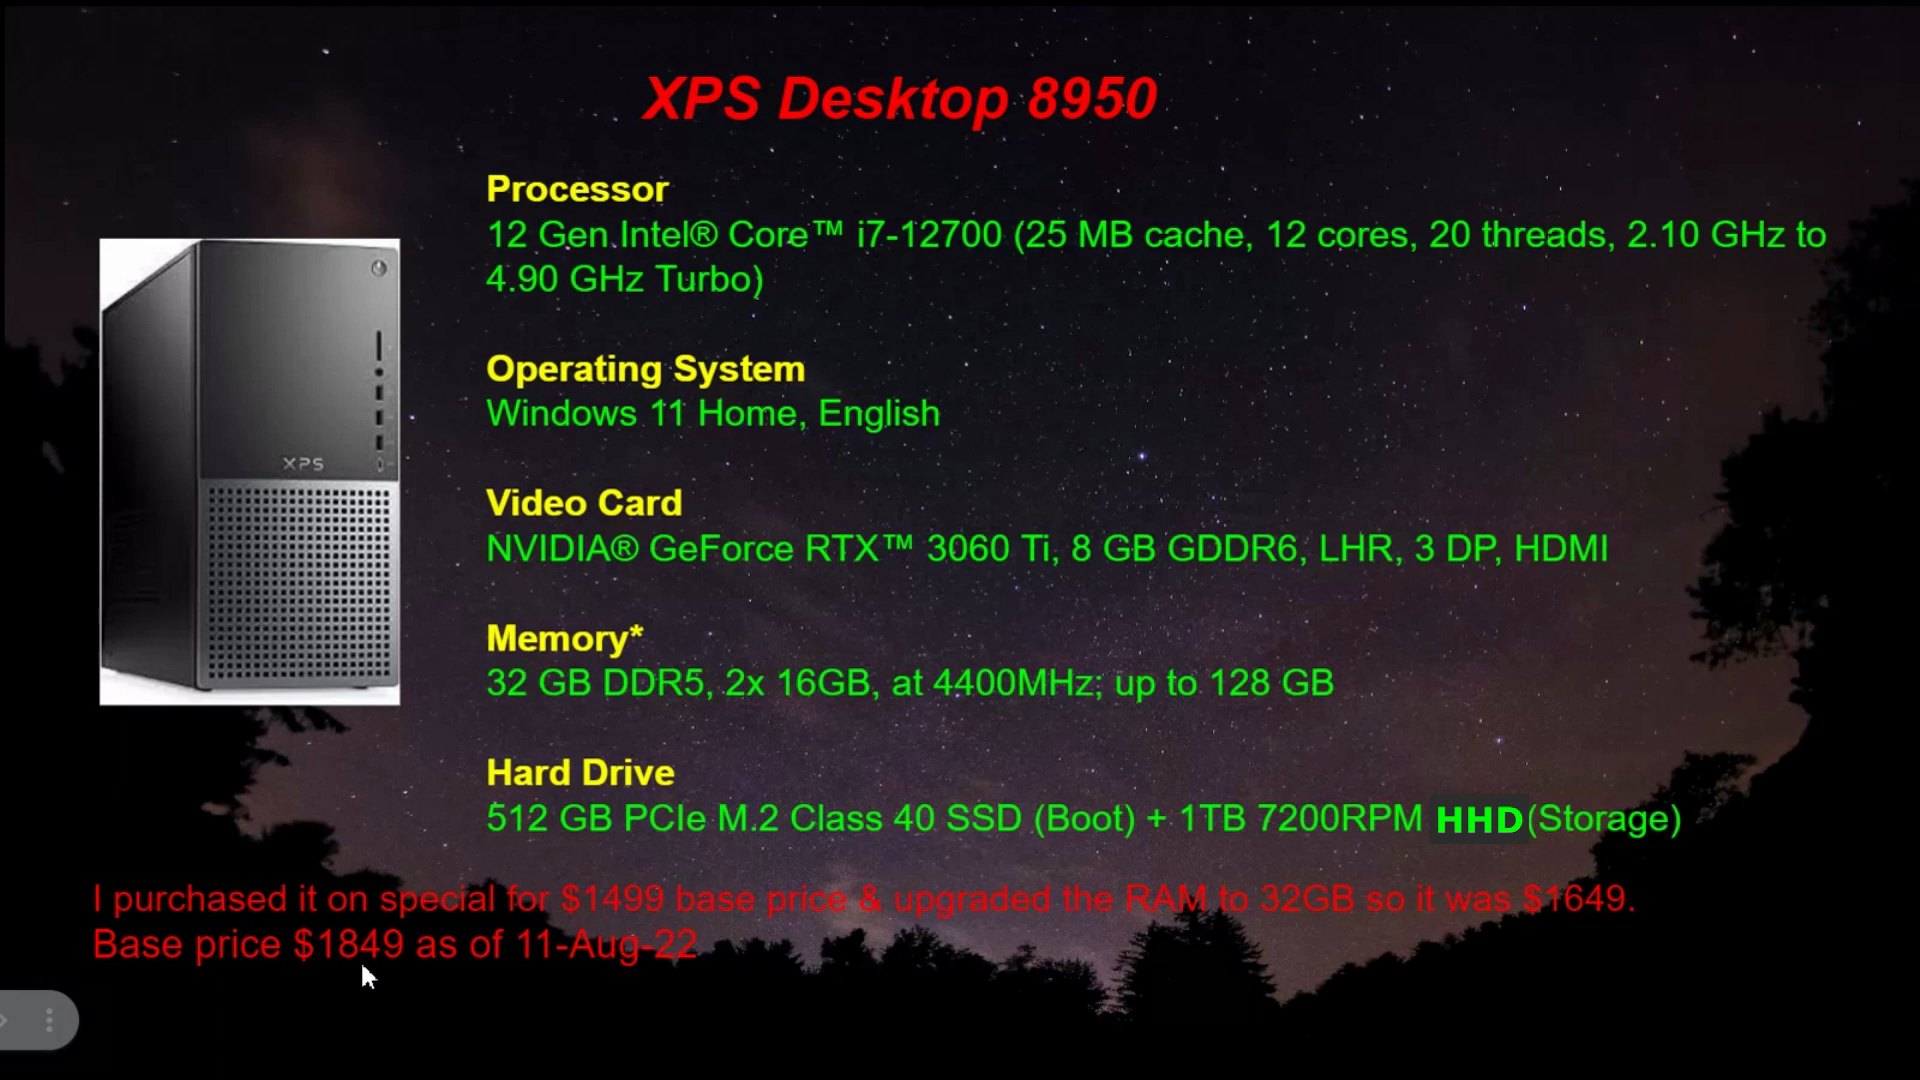 XPS Desktop 8950
Processor
12 Gen Intel® Core™ i7-12700 (25 MB cache, 12 cores, 20 threads, 2.10 GHz to
4.90 GHz Turbo)
Operating System
Windows 11 Home, English
Video Card
NVIDIA® GeForce RTX™ 3060 Ti, 8 GB GDDR6, LHR, 3 DP, HDMI
XPS
Memory*
32 GB DDR5, 2x 16GB, at 4400MHz; up to 128 GB
Hard Drive
512 GB PCIe M.2 Class 40 SSD (Boot) + 1TB 7200RPM HHD(Storage)
I purchased it on special for $1499 base price & upgraded the RAM to 32GB so it was $1649.
Base price $1849 as of 11-Aug-22